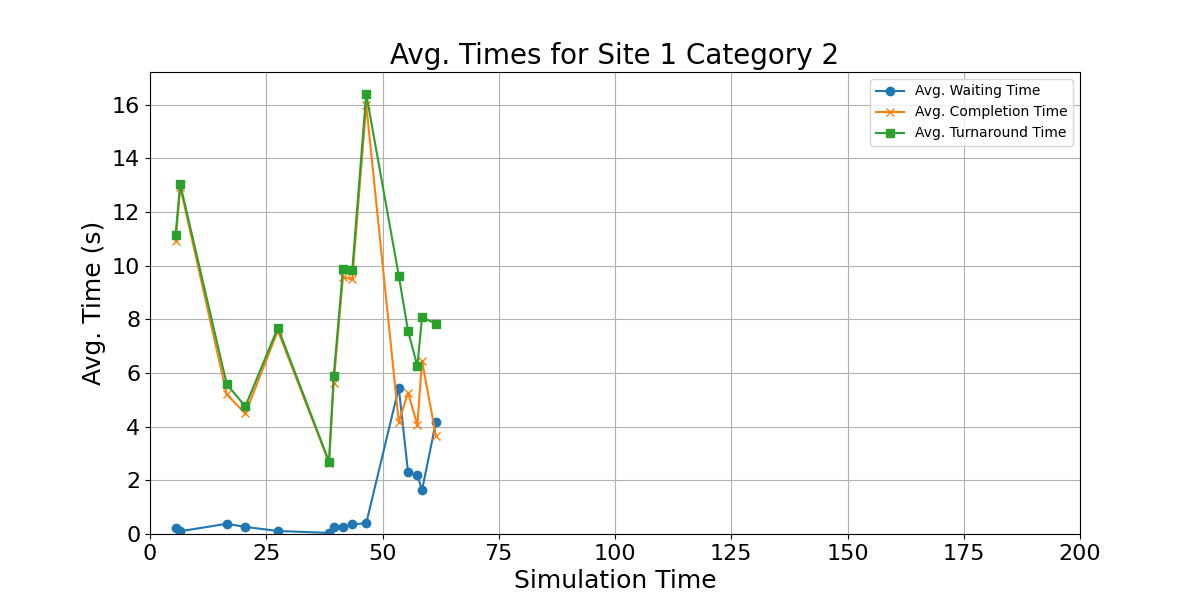 Avg. Times for Site 1 Category 2
Avg. Waiting Time
Avg. Completion Time
Avg. Turnaround Time
Avg. Time (s)
16
14
12
10
8
6
4
2
0
0 25 50 75 100 125 150 175 200
Simulation Time